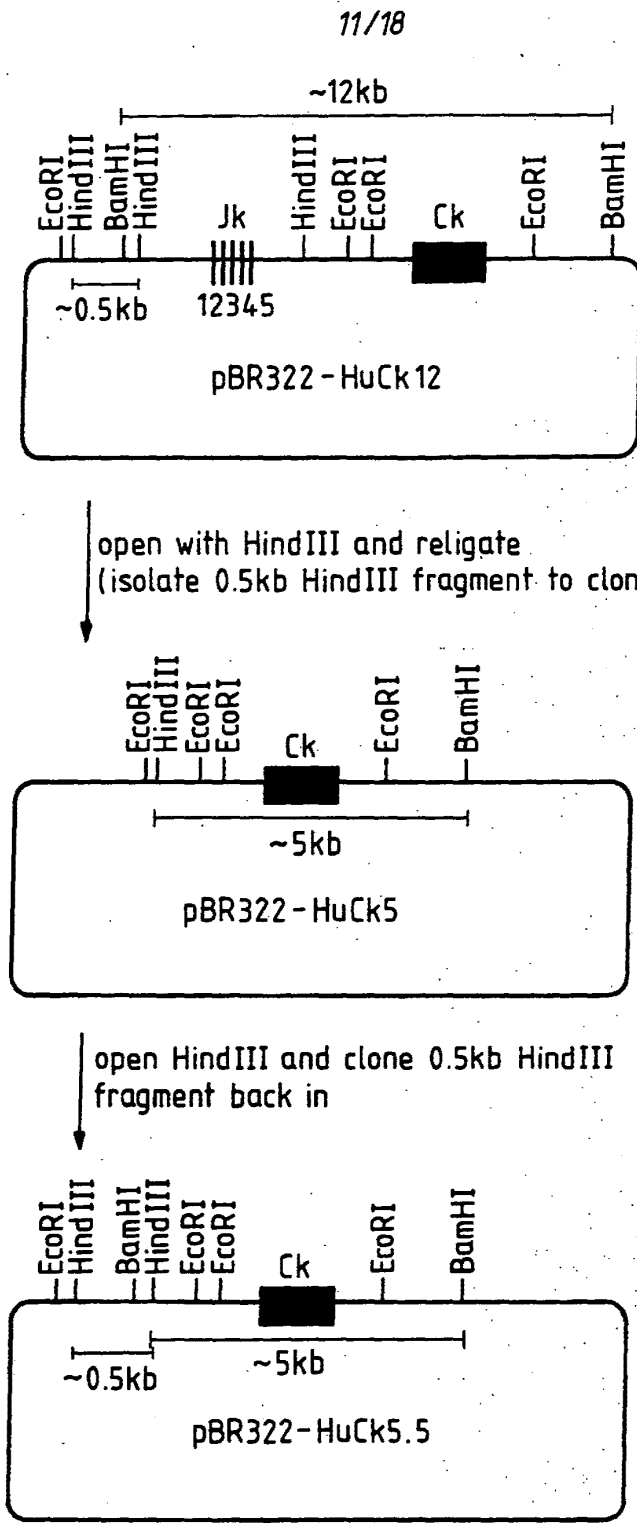 11/18
~12kb
EcoRI HindIII BamHI HindIII Jk HindIII EcoRI EcoRI Ck EcoRI BamHI
~0.5kb 12345
pBR322-HuCk12
open with HindIII and religate
(isolate 0.5kb HindIII fragment to clon
EcoRI HindIII EcoRI EcoRI Ck EcoRI BamHI
~5kb
pBR322-HuCk5
open HindIII and clone 0.5kb HindIII
fragment back in
EcoRI HindIII BamHI HindIII EcoRI EcoRI Ck EcoRI BamHI
~0.5kb ~5kb
pBR322-HuCk5.5